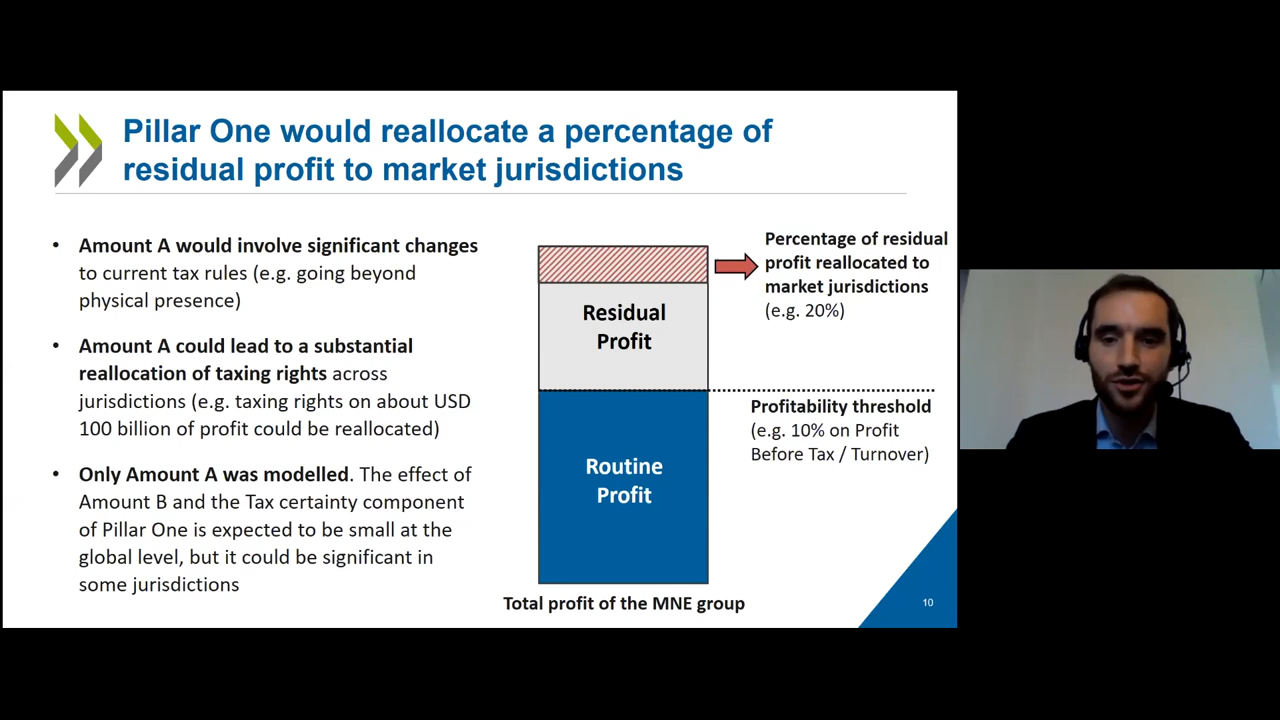 Pillar One would reallocate a percentage of
residual profit to market jurisdictions
• Amount A would involve significant changes
to current tax rules (e.g. going beyond
physical presence)
• Amount A could lead to a substantial
reallocation of taxing rights across
jurisdictions (e.g. taxing rights on about USD
100 billion of profit could be reallocated)
• Only Amount A was modelled. The effect of
Amount B and the Tax certainty component
of Pillar One is expected to be small at the
global level, but it could be significant in
some jurisdictions
Percentage of residual
profit reallocated to
market jurisdictions
(e.g. 20%)
Residual
Profit
Profitability threshold
(e.g. 10% on Profit
Before Tax / Turnover)
Routine
Profit
Total profit of the MNE group
10